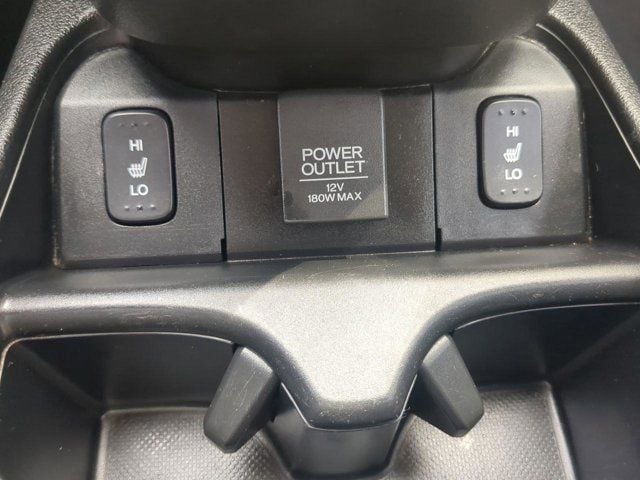 HI
LO
POWER
OUTLET
12V
180W MAX
HI
LO